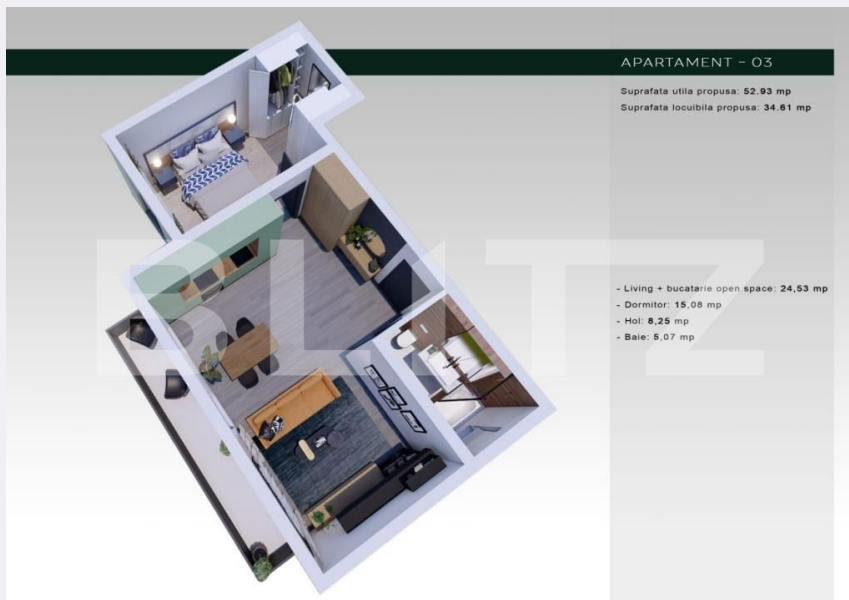 APARTAMENT - 03
Suprafata utila propusa: 52.93 mp
Suprafata locuibila propusa: 34.61 mp
BLITZ
- Living + bucatarie open space: 24,53 mp
- Dormitor: 15,08 mp
- Hol: 8,25 mp
- Baie: 5,07 mp